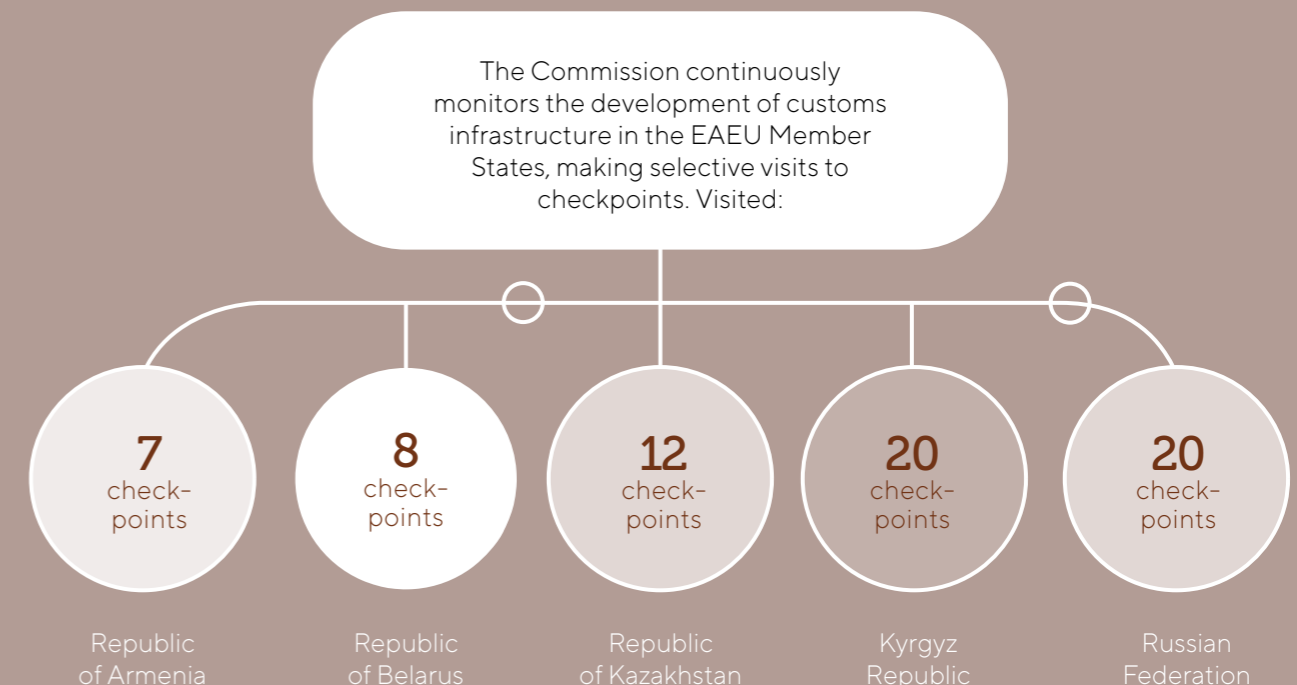 The Commission continuously
monitors the development of customs
infrastructure in the EAEU Member
States, making selective visits to
checkpoints. Visited:
7
check-
points
8
check-
points
12
check-
points
20
check-
points
20
check-
points
Republic
of Armenia
Republic
of Belarus
Republic
of Kazakhstan
Kyrgyz
Republic
Russian
Federation